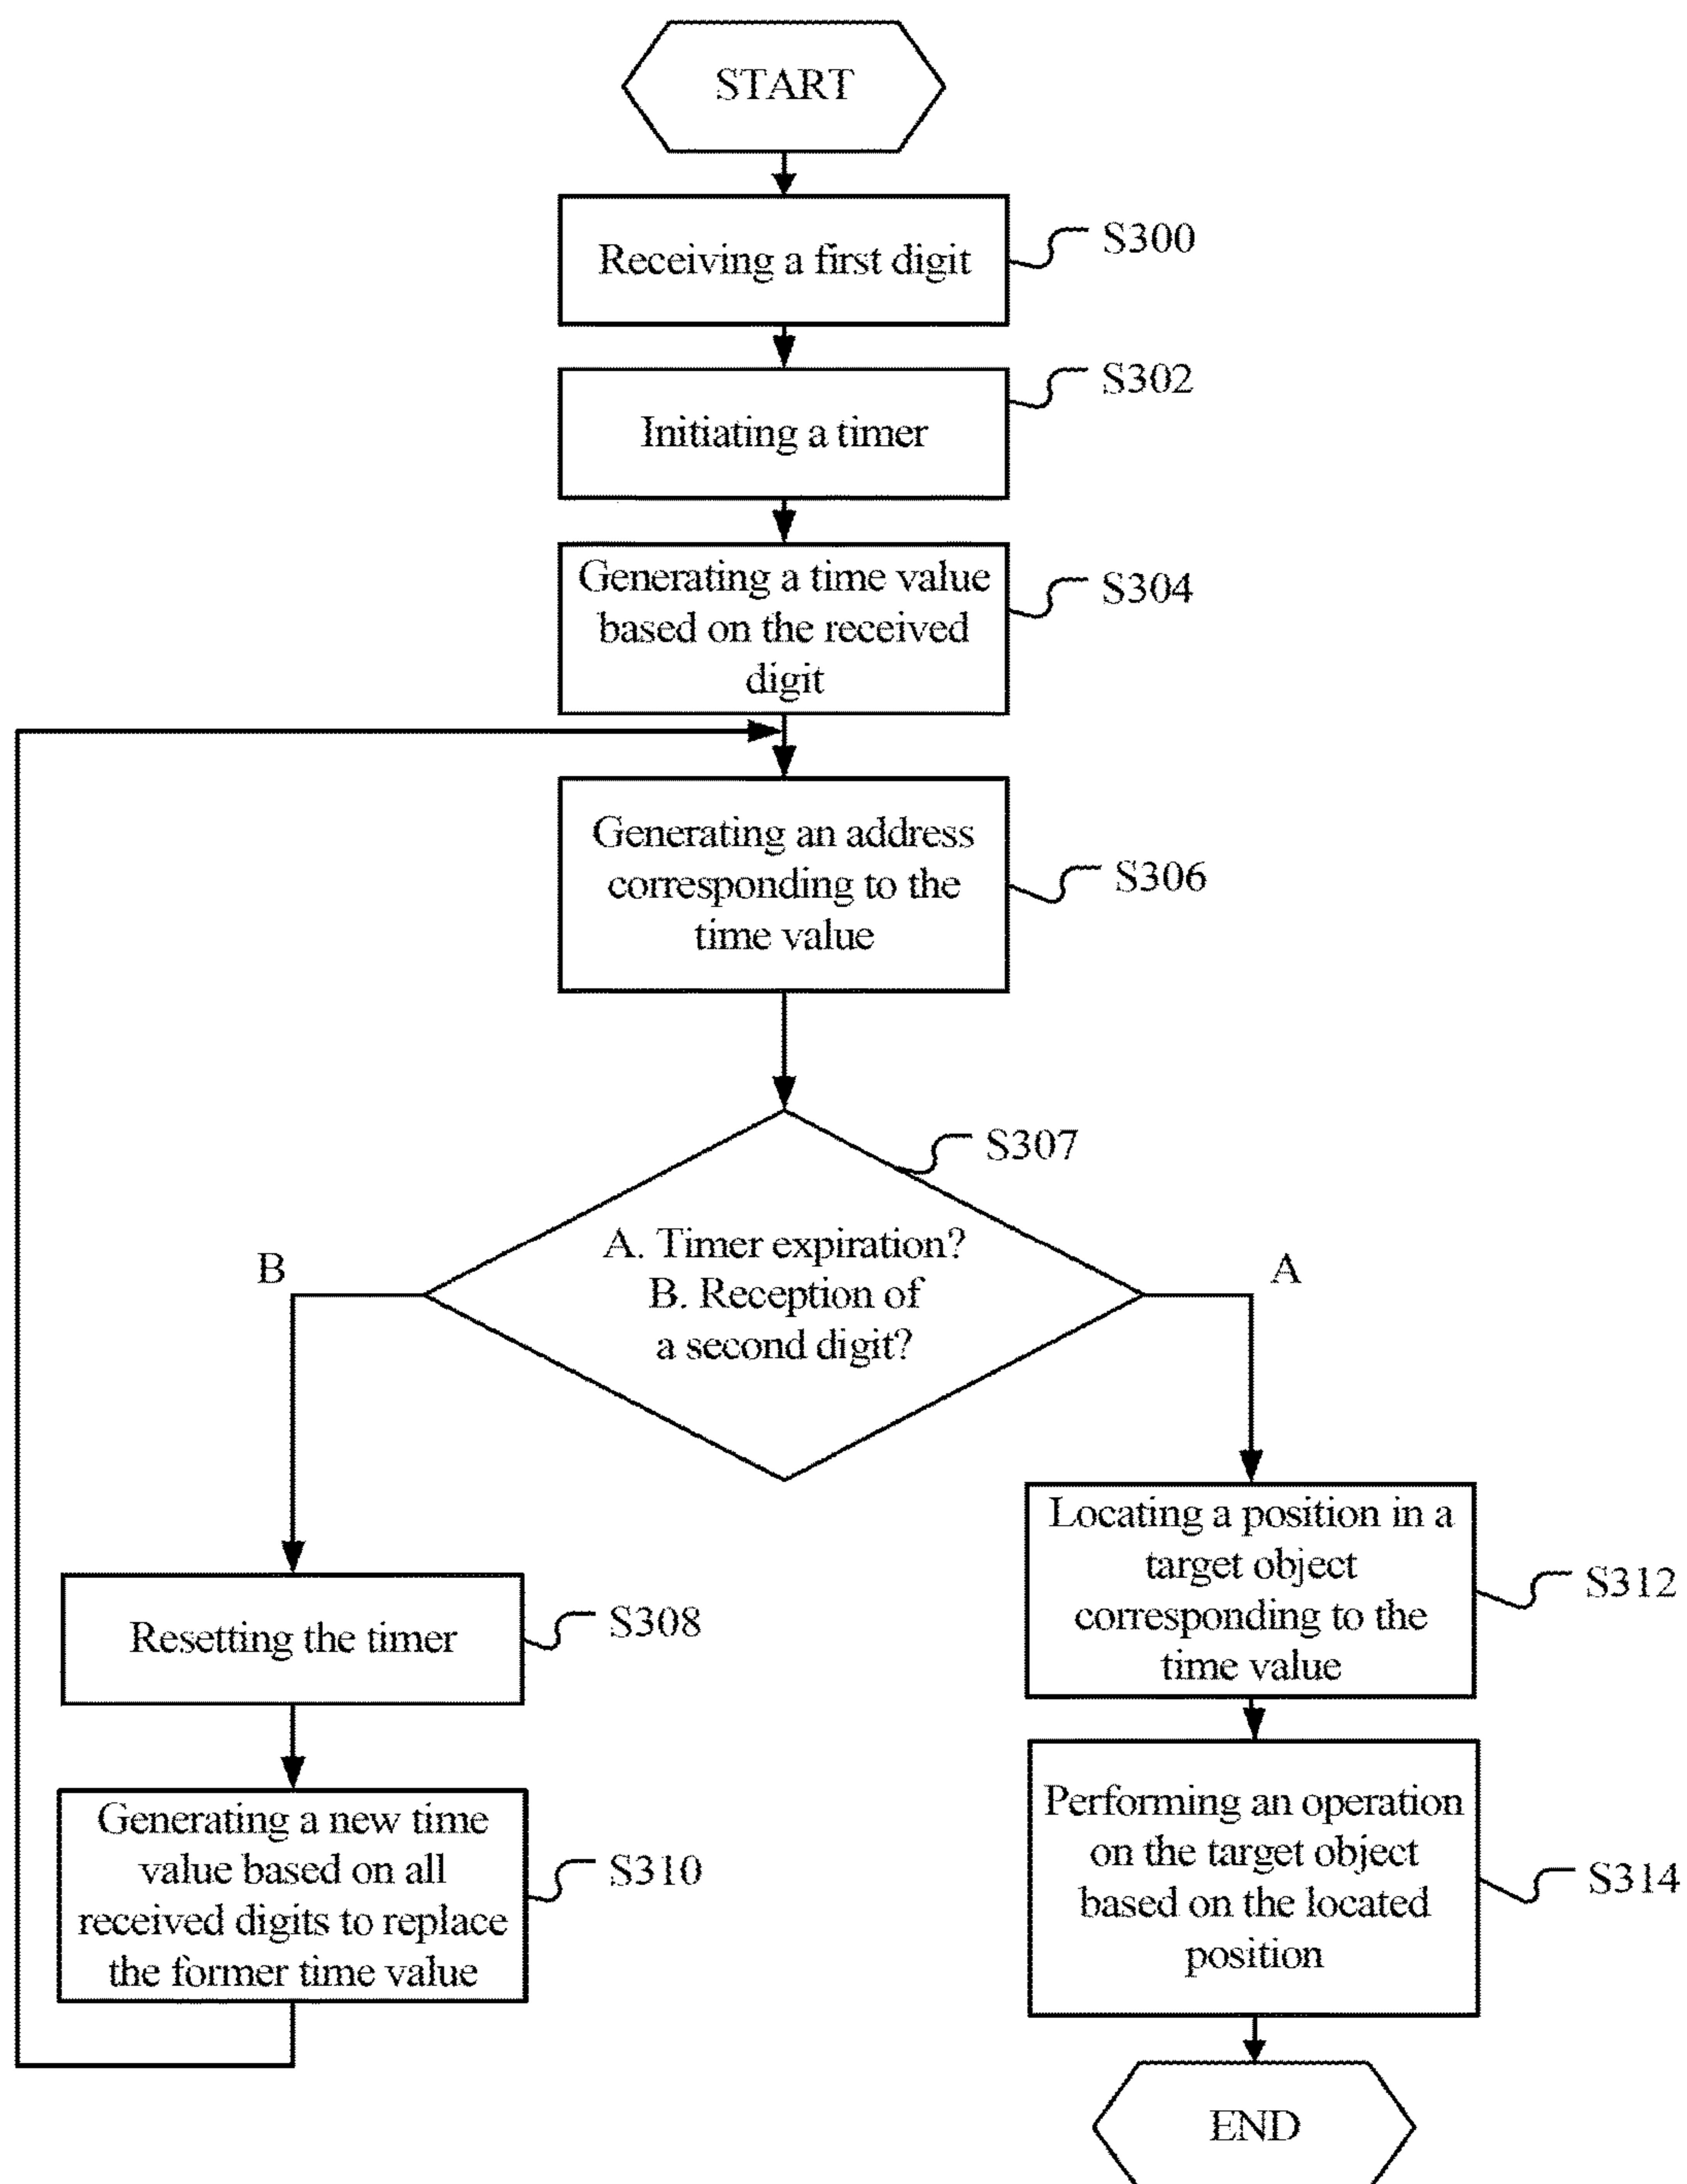 START
Receiving a first digit
S300
Initiating a timer
S302
Generating a time value
based on the received
digit
S304
Generating an address
corresponding to the
time value
S306
S307
A. Timer expiration?
B. Reception of
a second digit?
B
A
Resetting the timer
S308
Generating a new time
value based on all
received digits to replace
the former time value
S310
Locating a position in a
target object
corresponding to the
time value
S312
Performing an operation
on the target object
based on the located
position
S314
END